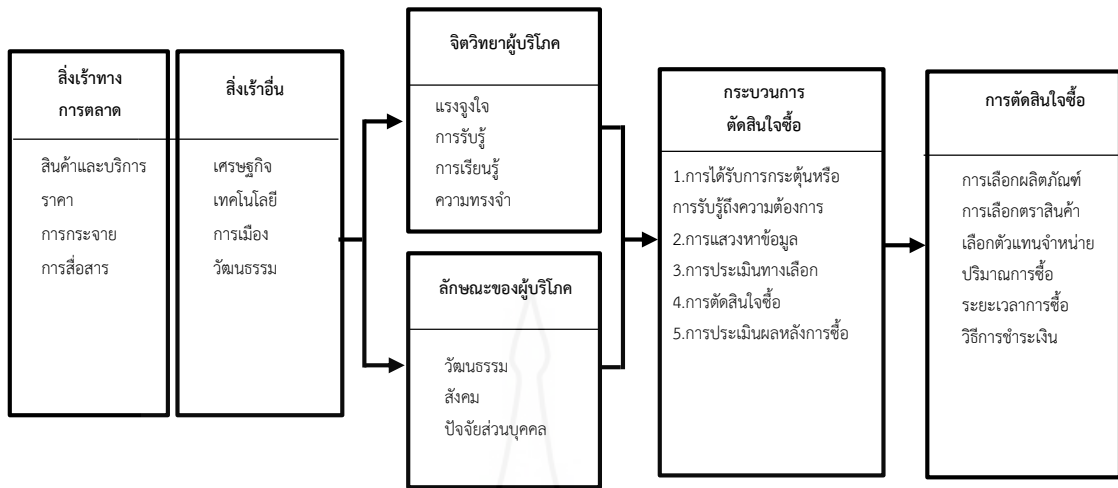 สิ่งเร้าทาง
การตลาด
สินค้าและบริการ
ราคา
การกระจาย
การสื่อสาร
สิ่งเร้าอื่น
เศรษฐกิจ
เทคโนโลยี
การเมือง
วัฒนธรรม
จิตวิทยาผู้บริโภค
แรงจูงใจ
การรับรู้
การเรียนรู้
ความทรงจำ
ลักษณะของผู้บริโภค
วัฒนธรรม
สังคม
ปัจจัยส่วนบุคคล
กระบวนการ
ตัดสินใจซื้อ
1.การได้รับการกระตุ้นหรือ
การรับรู้ถึงความต้องการ
2.การแสวงหาข้อมูล
3.การประเมินทางเลือก
4.การตัดสินใจซื้อ
5.การประเมินผลหลังการซื้อ
การตัดสินใจซื้อ
การเลือกผลิตภัณฑ์
การเลือกตราสินค้า
เลือกตัวแทนจำหน่าย
ปริมาณการซื้อ
ระยะเวลาการซื้อ
วิธีการชำระเงิน